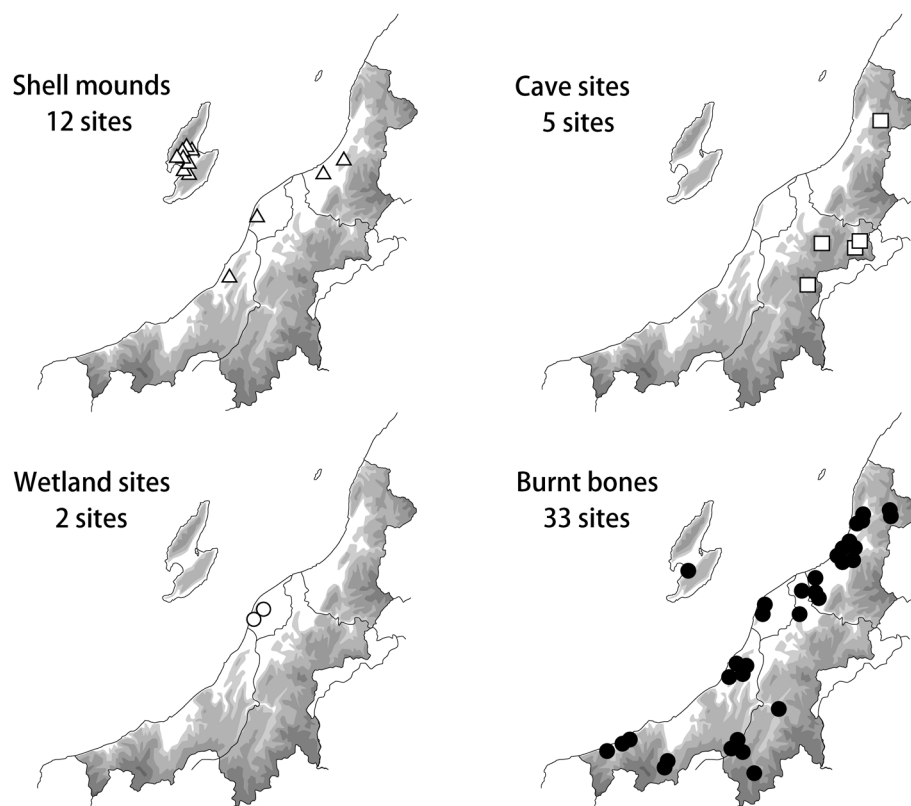 Shell mounds
12 sites
Cave sites
5 sites
Wetland sites
2 sites
Burnt bones
33 sites